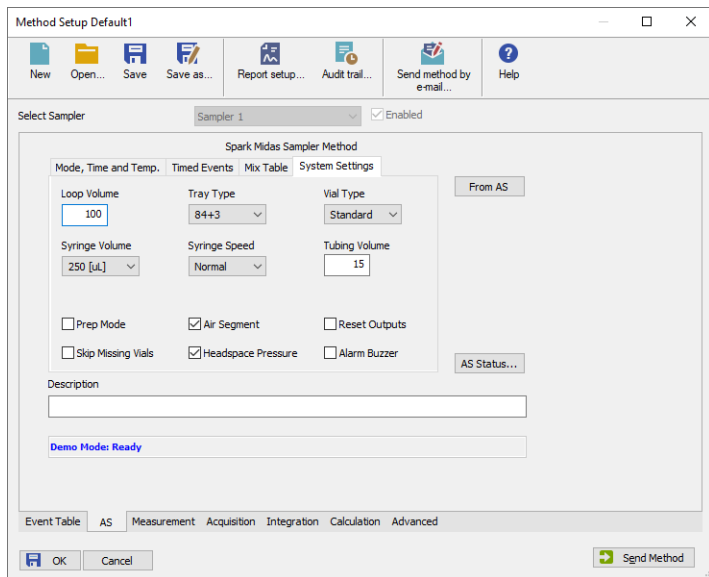 Method Setup Default1
New Open... Save Save as... Report setup... Audit trail... Send method by e-mail... Help
Select Sampler Sampler 1 Enabled
Spark Midas Sampler Method
Mode, Time and Temp. Timed Events Mix Table System Settings
From AS
Loop Volume Tray Type Vial Type
100 84+3 Standard
Syringe Volume Syringe Speed Tubing Volume
250 [uL] Normal 15
Prep Mode Air Segment Reset Outputs
Skip Missing Vials Headspace Pressure Alarm Buzzer
AS Status...
Description
Demo Mode: Ready
Event Table AS Measurement Acquisition Integration Calculation Advanced
OK Cancel Send Method